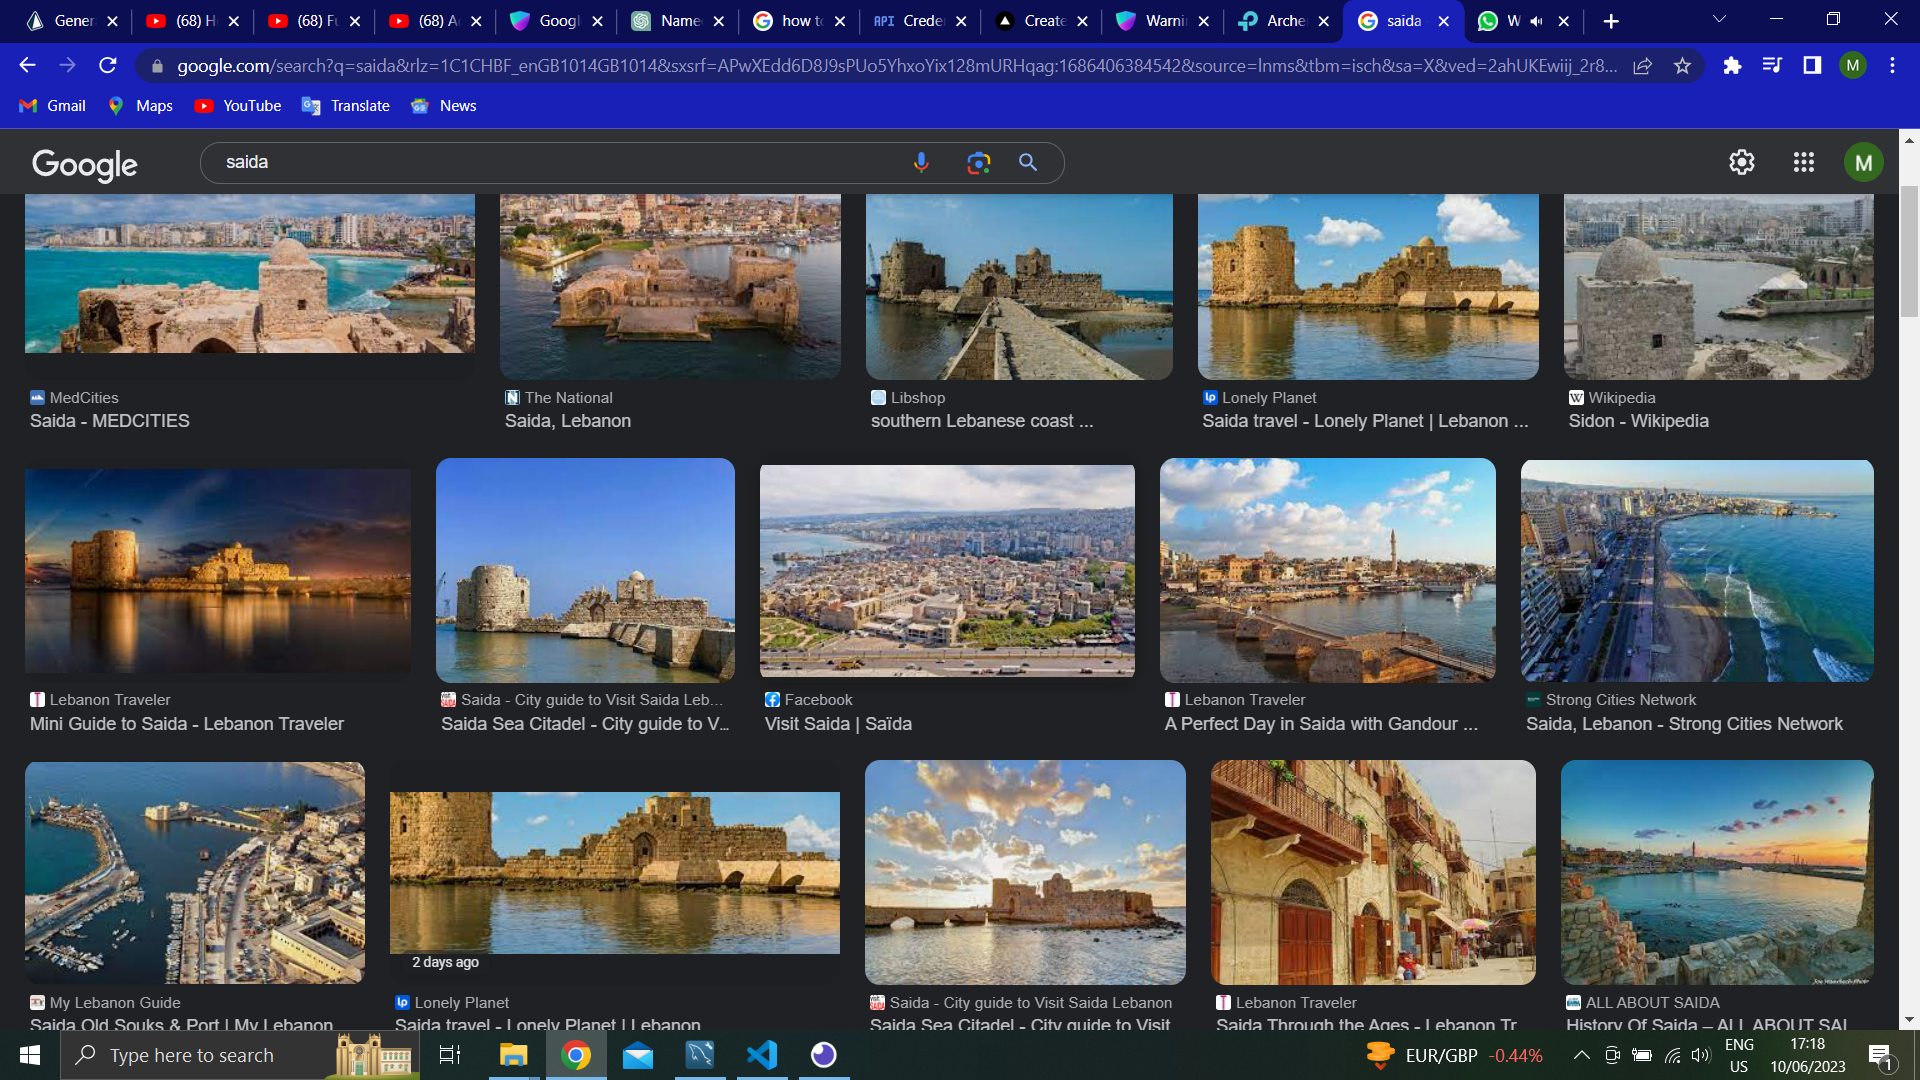 Gener
(68) H
(68) Fu
(68) A
Googl
Name
how to
API Crede
Create
Warni
Arche
saida
W
google.com/search?q=saida&rlz=1C1CHBF_enGB1014GB1014&sxsrf=APwXEdd6D8J9sPUo5YhxoYix128mURHqag:1686406384542&source=lnms&tbm=isch&sa=X&ved=2ahUKEwiij_2r8...
M
Gmail
Maps
YouTube
Translate
News
Google
saida
M
MedCities
Saida - MEDCITIES
The National
Saida, Lebanon
Libshop
southern Lebanese coast ...
Lonely Planet
Saida travel - Lonely Planet | Lebanon ...
Wikipedia
Sidon - Wikipedia
Lebanon Traveler
Mini Guide to Saida - Lebanon Traveler
Saida - City guide to Visit Saida Leb...
Saida Sea Citadel - City guide to V...
Facebook
Visit Saida | Saïda
Lebanon Traveler
A Perfect Day in Saida with Gandour ...
Strong Cities Network
Saida, Lebanon - Strong Cities Network
2 days ago
My Lebanon Guide
Saida Old Souks & Port | My Lebanon
Lonely Planet
Saida travel - Lonely Planet | Lebanon
Saida - City guide to Visit Saida Lebanon
Saida Sea Citadel - City guide to Visit
Lebanon Traveler
Saida Through the Ages - Lebanon Tr
ALL ABOUT SAIDA
History Of Saida – ALL ABOUT SAI
Type here to search
EUR/GBP -0.44%
ENG
US
17:18
10/06/2023
1